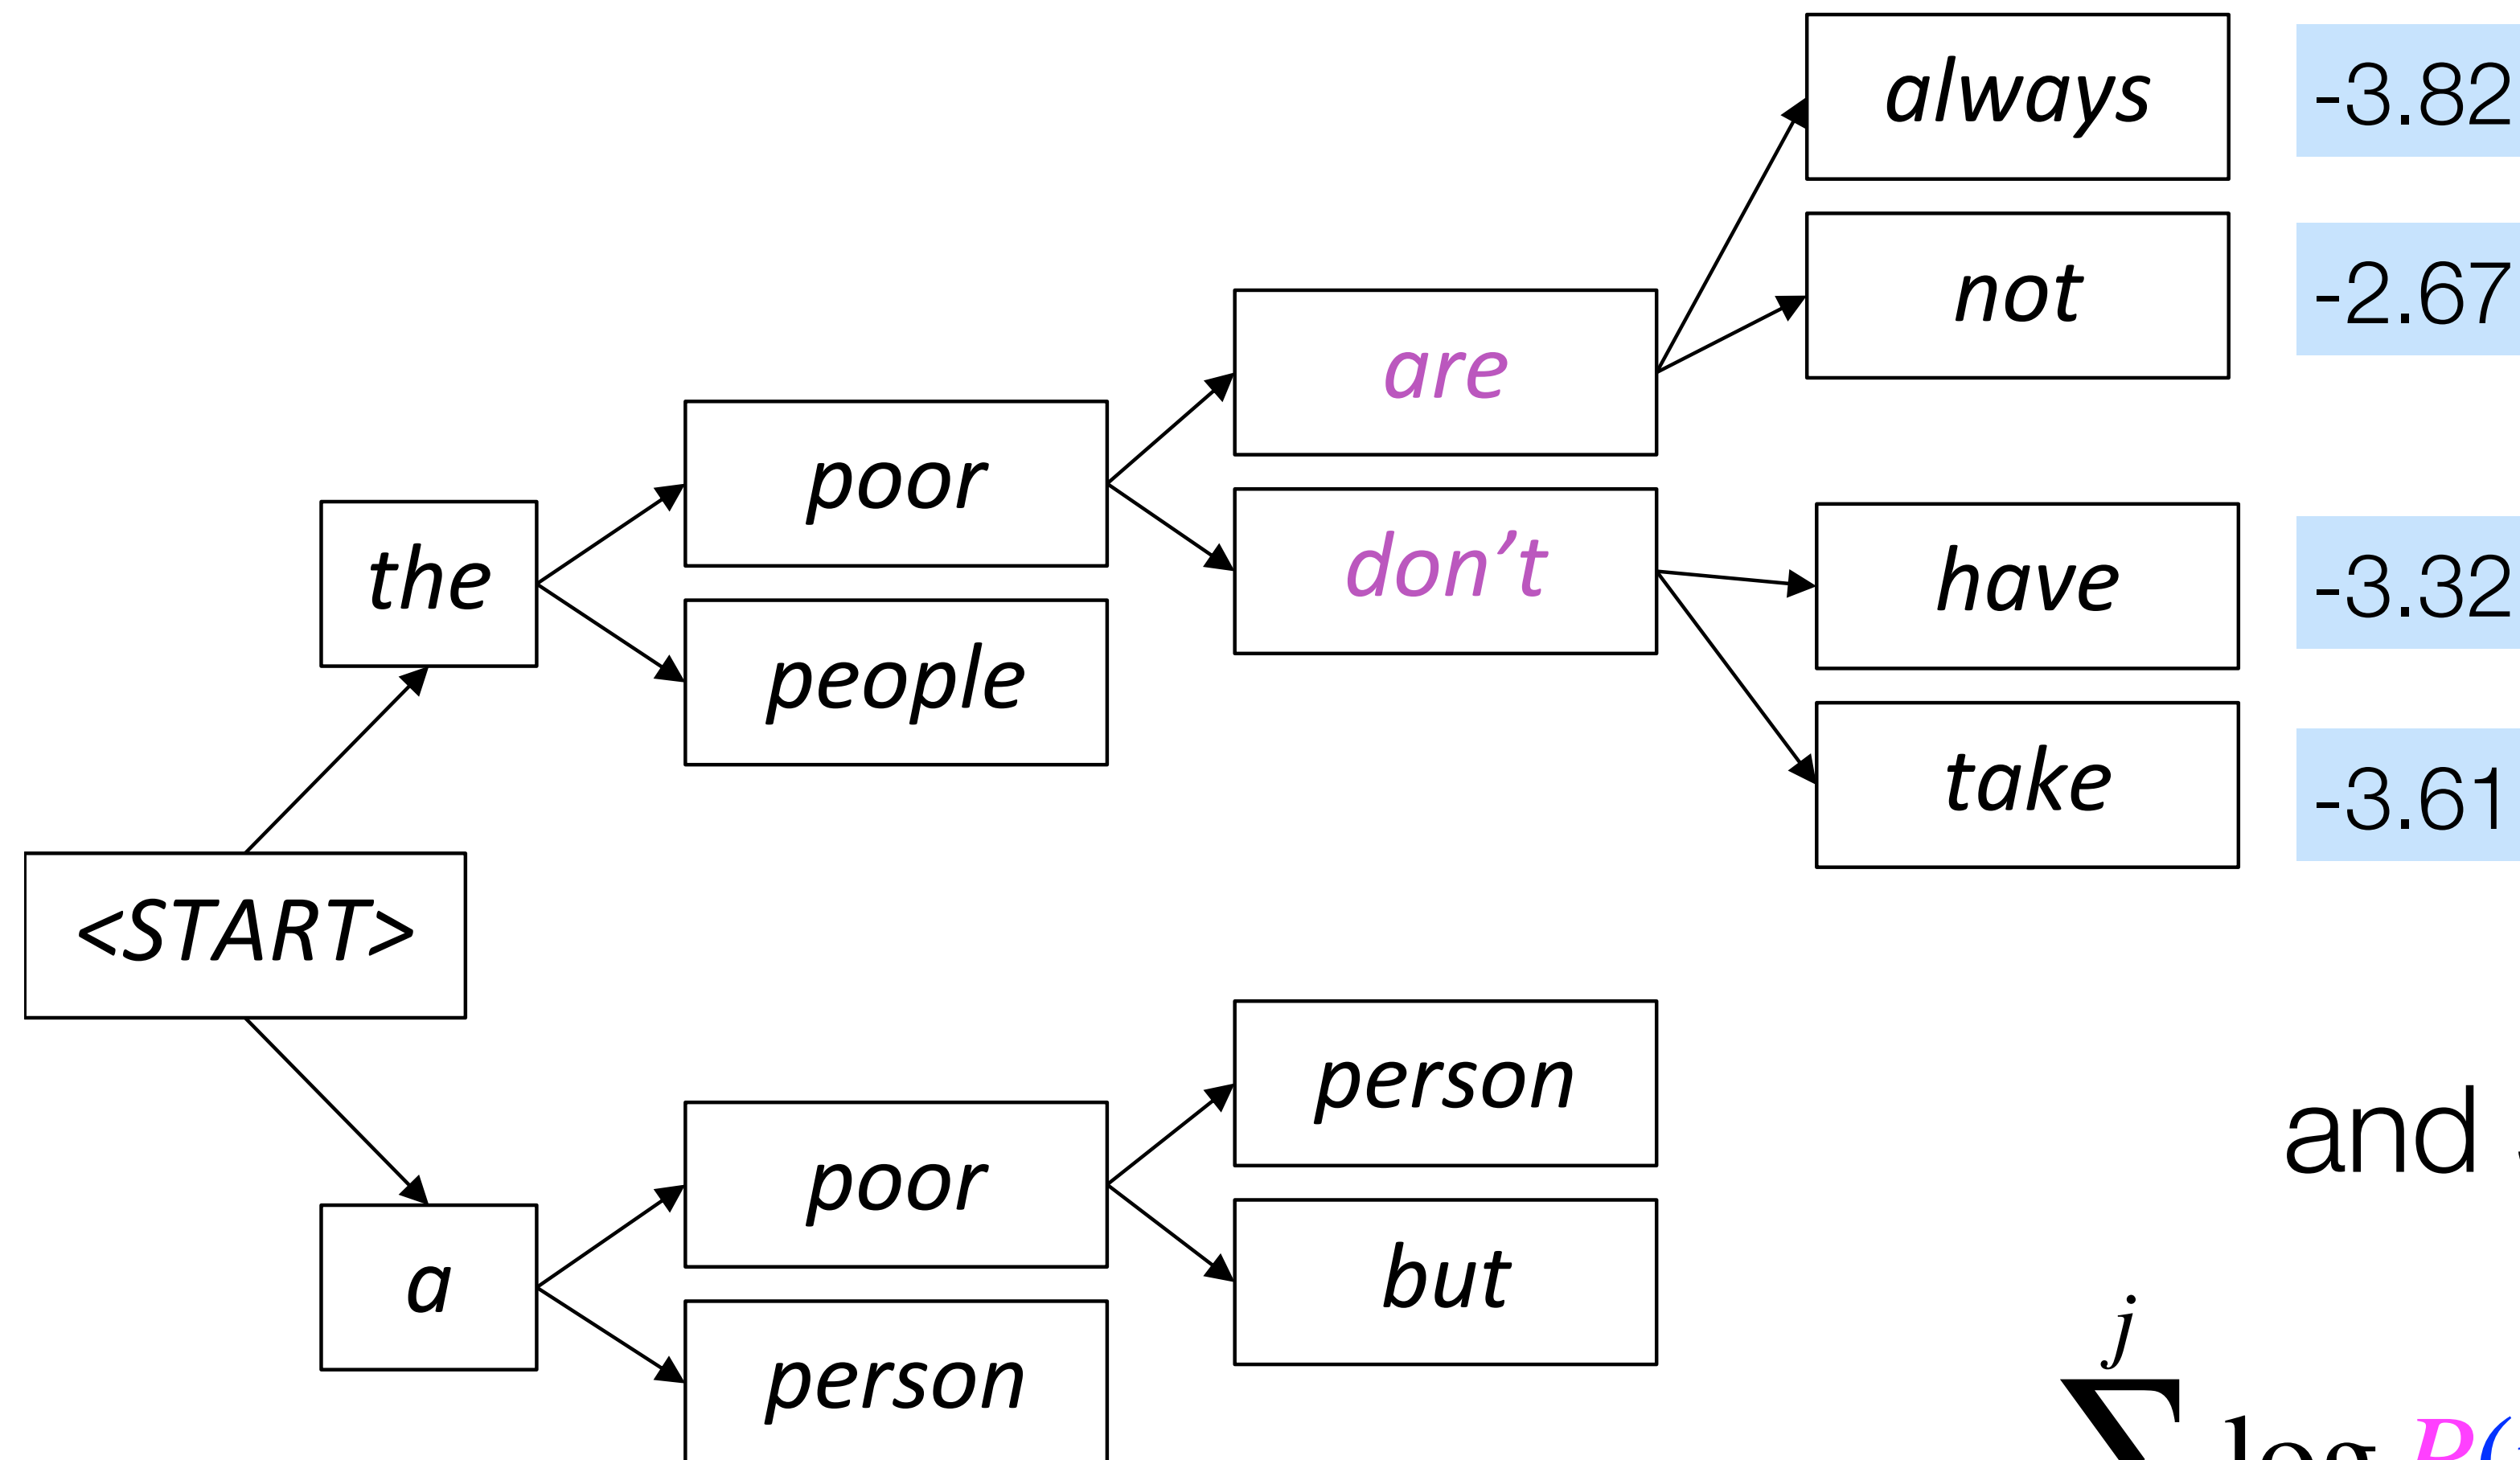 always
-3.82
not
-2.67
are
poor
don't
have
-3.32
the
people
take
-3.61
<START>
person
and
poor
but
a
person
j
∑ log P(